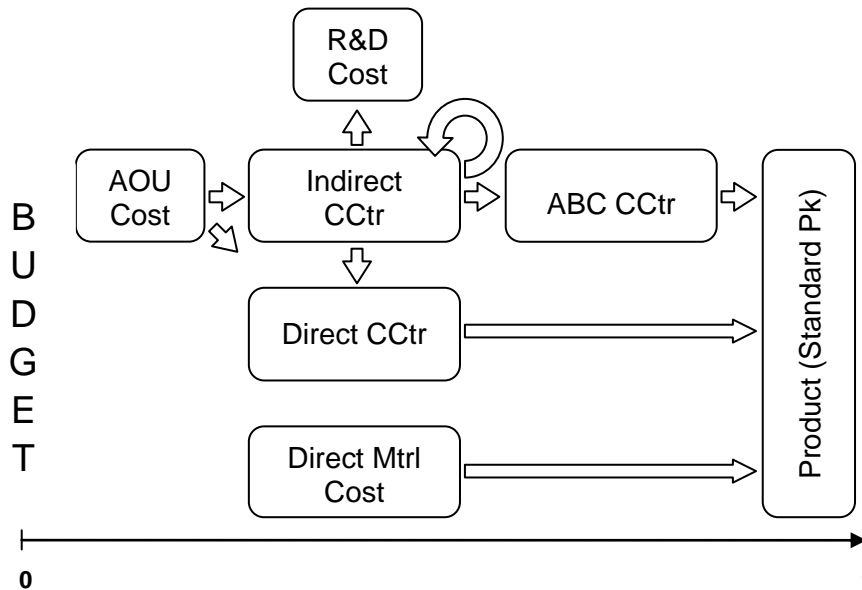 R&D
Cost
AOU
Cost
Indirect
CCtr
ABC CCtr
Direct CCtr
Direct Mtrl
Cost
Product (Standard Pk)
B
U
D
G
E
T
0